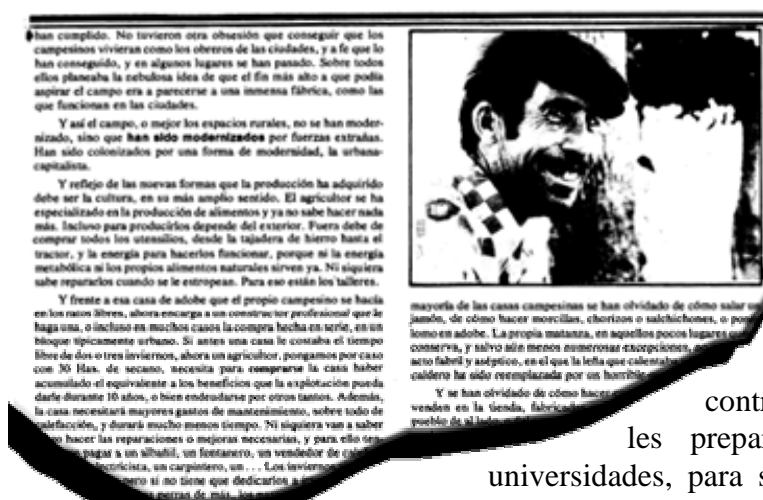 han cumplido. No tuvieron otra obsesión que conseguir que los
campesinos vivieran como los obreros de las ciudades, y a fe que lo
han conseguido, y en algunos lugares se han pasado. Sobre todos
ellos planeaba la nebulosa idea de que el fin más alto a que podía
aspirar el campo era a parecerse a una inmensa fábrica, como las
que funcionan en las ciudades.
Y así el campo, o mejor los espacios rurales, no se han moder-
nizado, sino que han sido modernizados por fuerzas extrañas.
Han sido colonizados por una forma de modernidad, la urbana-
capitalista.
Y reflejo de las nuevas formas que la producción ha adquirido
debe ser la cultura, en su más amplio sentido. El agricultor se ha
especializado en la producción de alimentos y ya no sabe hacer nada
más. Incluso para producirlos depende del exterior. Fuera debe de
comprar todos los utensilios, desde la tajadera de hierro hasta el
tractor, y la energía para hacerlos funcionar, porque ni la energía
metabólica ni los propios alimentos naturales sirven ya. Ni siquiera
sabe repararlos cuando se le estropean. Para eso están los talleres.
Y frente a esa casa de adobe que el propio campesino se hacía
en los ratos libres, ahora encarga a un constructor profesional que le
haga una, o incluso en muchos casos la compra hecha en serie, en un
bloque típicamente urbano. Si antes una casa le costaba el tiempo
libre de dos o tres inviernos, ahora un agricultor, pongamos por caso
con 30 Has. de secano, necesita para comprarse la casa haber
acumulado el equivalente a los beneficios que la explotación pueda
darle durante 10 años, o bien endeudarse por otros tantos. Además,
la casa necesitará mayores gastos de mantenimiento, sobre todo de
calefacción, y durará mucho menos tiempo. Ni siquiera van a saber
hacer las reparaciones o mejoras necesarias, y para ello ten-
pagar a un albañil, un fontanero, un vendedor de
electricista, un carpintero, un . . . Los inviernos
pero si no tiene que dedicarlos a
perras de más, los
mayoría de las casas campesinas se han olvidado de cómo salar un
jamón, de cómo hacer morcillas, chorizos o salchichones, o
lomo en adobe. La propia matanza, en aquellos pocos lugares
conserva, y salvo aún menos numerosas excepciones,
acto fabril y aséptico, en el que la leña que calentaba
caldero ha sido reemplazada por un horrible
Y se han olvidado de cómo hacer
venden en la tienda,
pueblo de al lado
contr
les prepar
universidades, para s